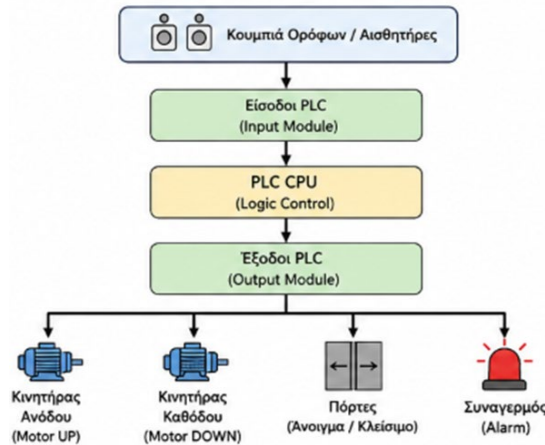 Κουμπιά Ορόφων / Αισθητήρες
Είσοδοι PLC
(Input Module)
PLC CPU
(Logic Control)
Έξοδοι PLC
(Output Module)
Κινητήρας
Ανόδου
(Motor UP)
Κινητήρας
Καθόδου
(Motor DOWN)
Πόρτες
(Άνοιγμα / Κλείσιμο)
Συναγερμός
(Alarm)